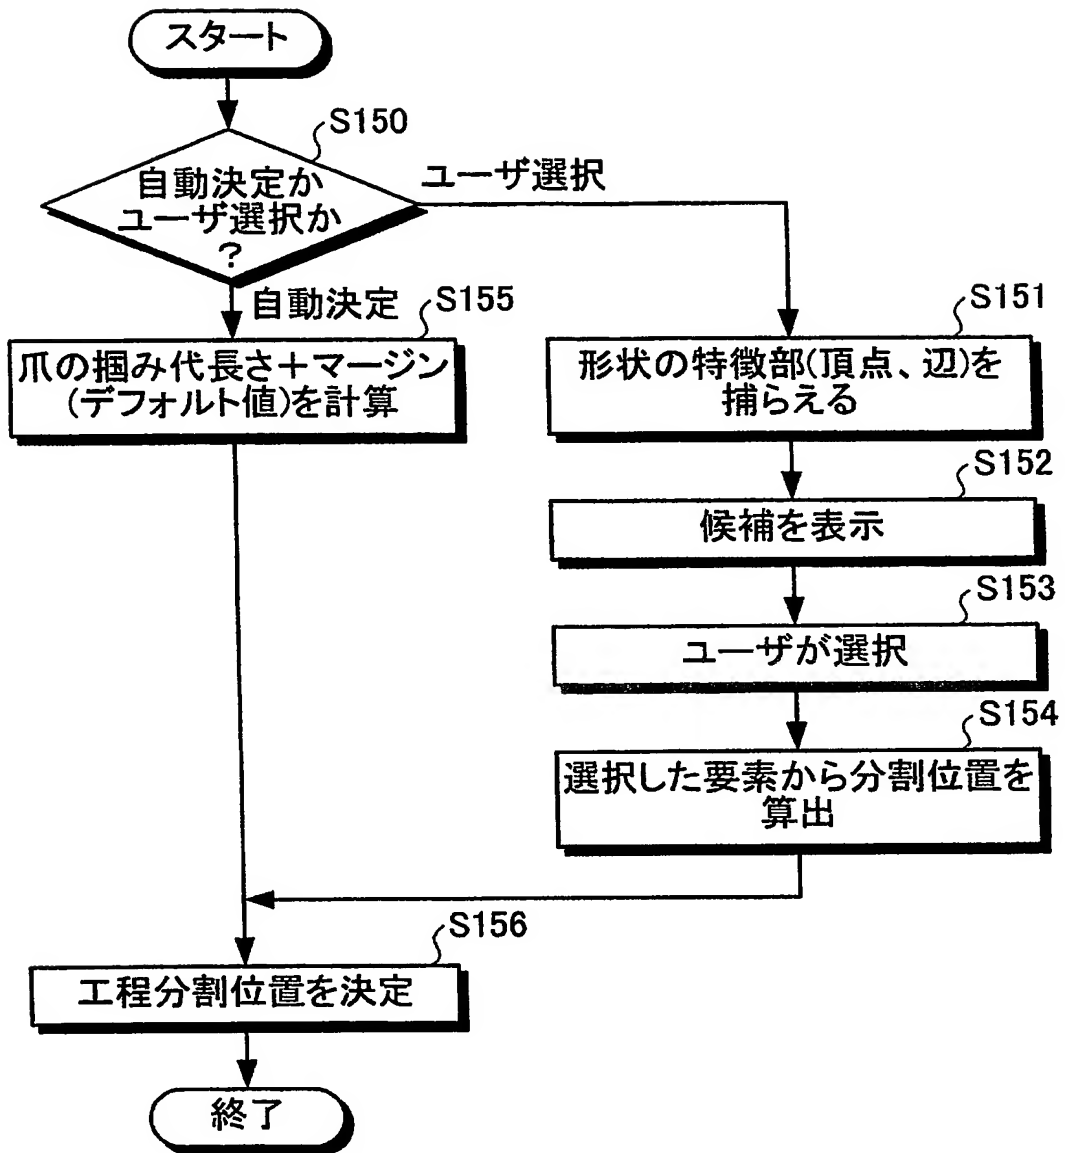 スタート
S150
自動決定か
ユーザ選択か
?
ユーザ選択
自動決定
S155
爪の掴み代長さ+マージン
(デフォルト値)を計算
S151
形状の特徴部(頂点、辺)を
捕らえる
S152
候補を表示
S153
ユーザが選択
S154
選択した要素から分割位置を
算出
S156
工程分割位置を決定
終了